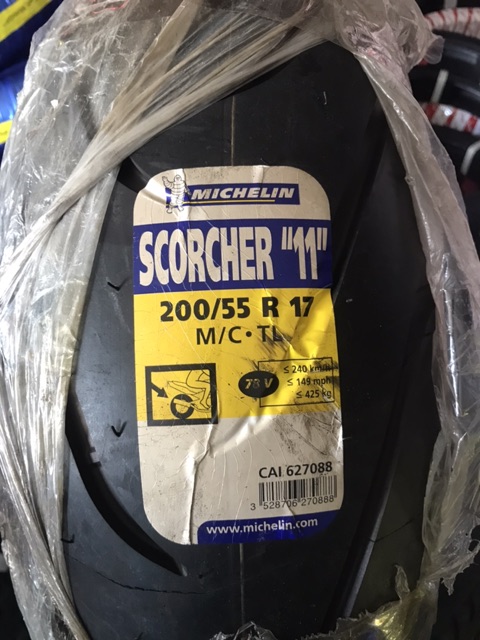 MICHELIN
SCORCHER "11"
200/55 R 17
M/C • TL
78 V
≤ 240 km/h
≤ 149 mph
≤ 425 kg
CAI 627088
3 528706 270888
www.michelin.com